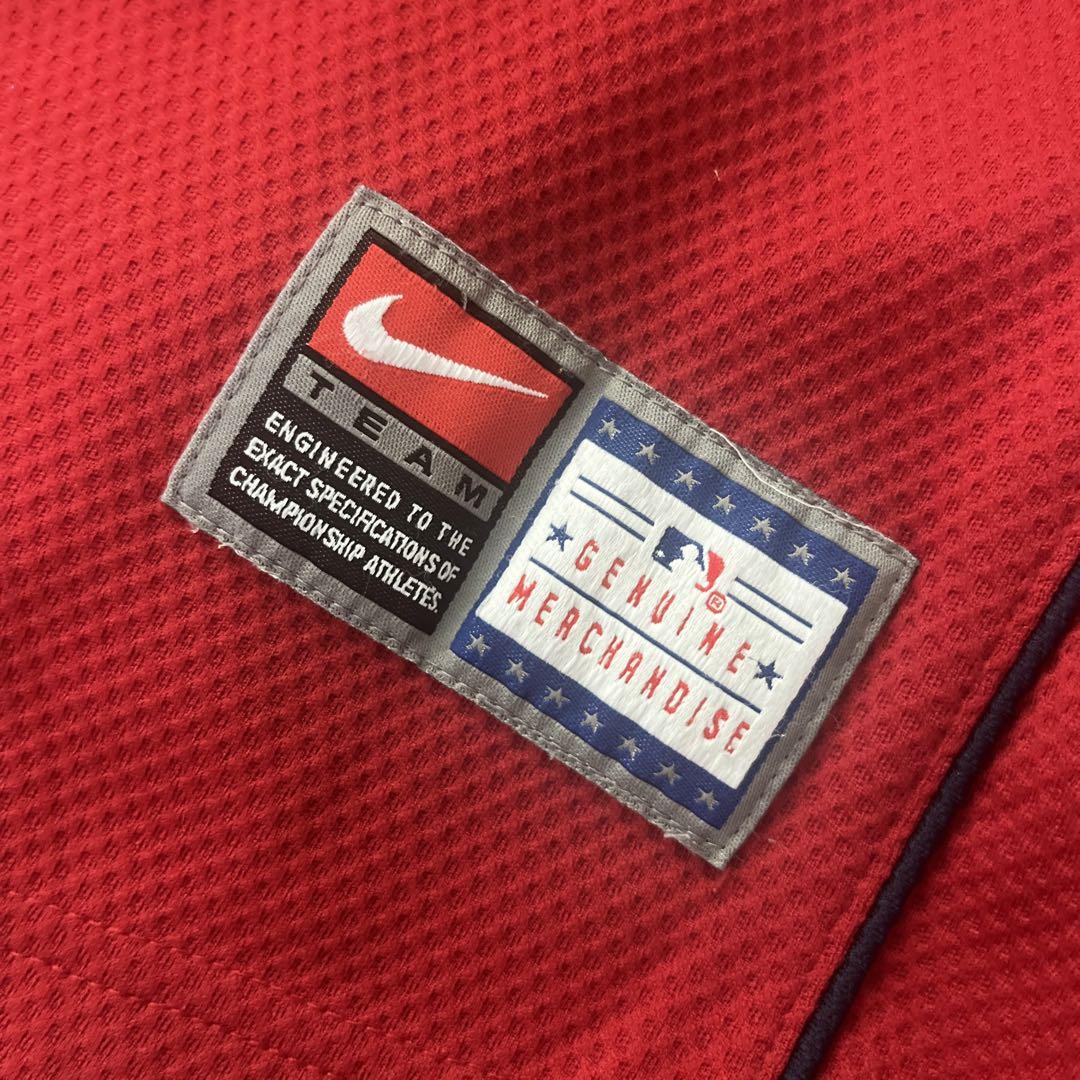 TEAM
ENGINEERED TO THE
EXACT SPECIFICATIONS OF
CHAMPIONSHIP ATHLETES.
GENUINE
®
MERCHANDISE